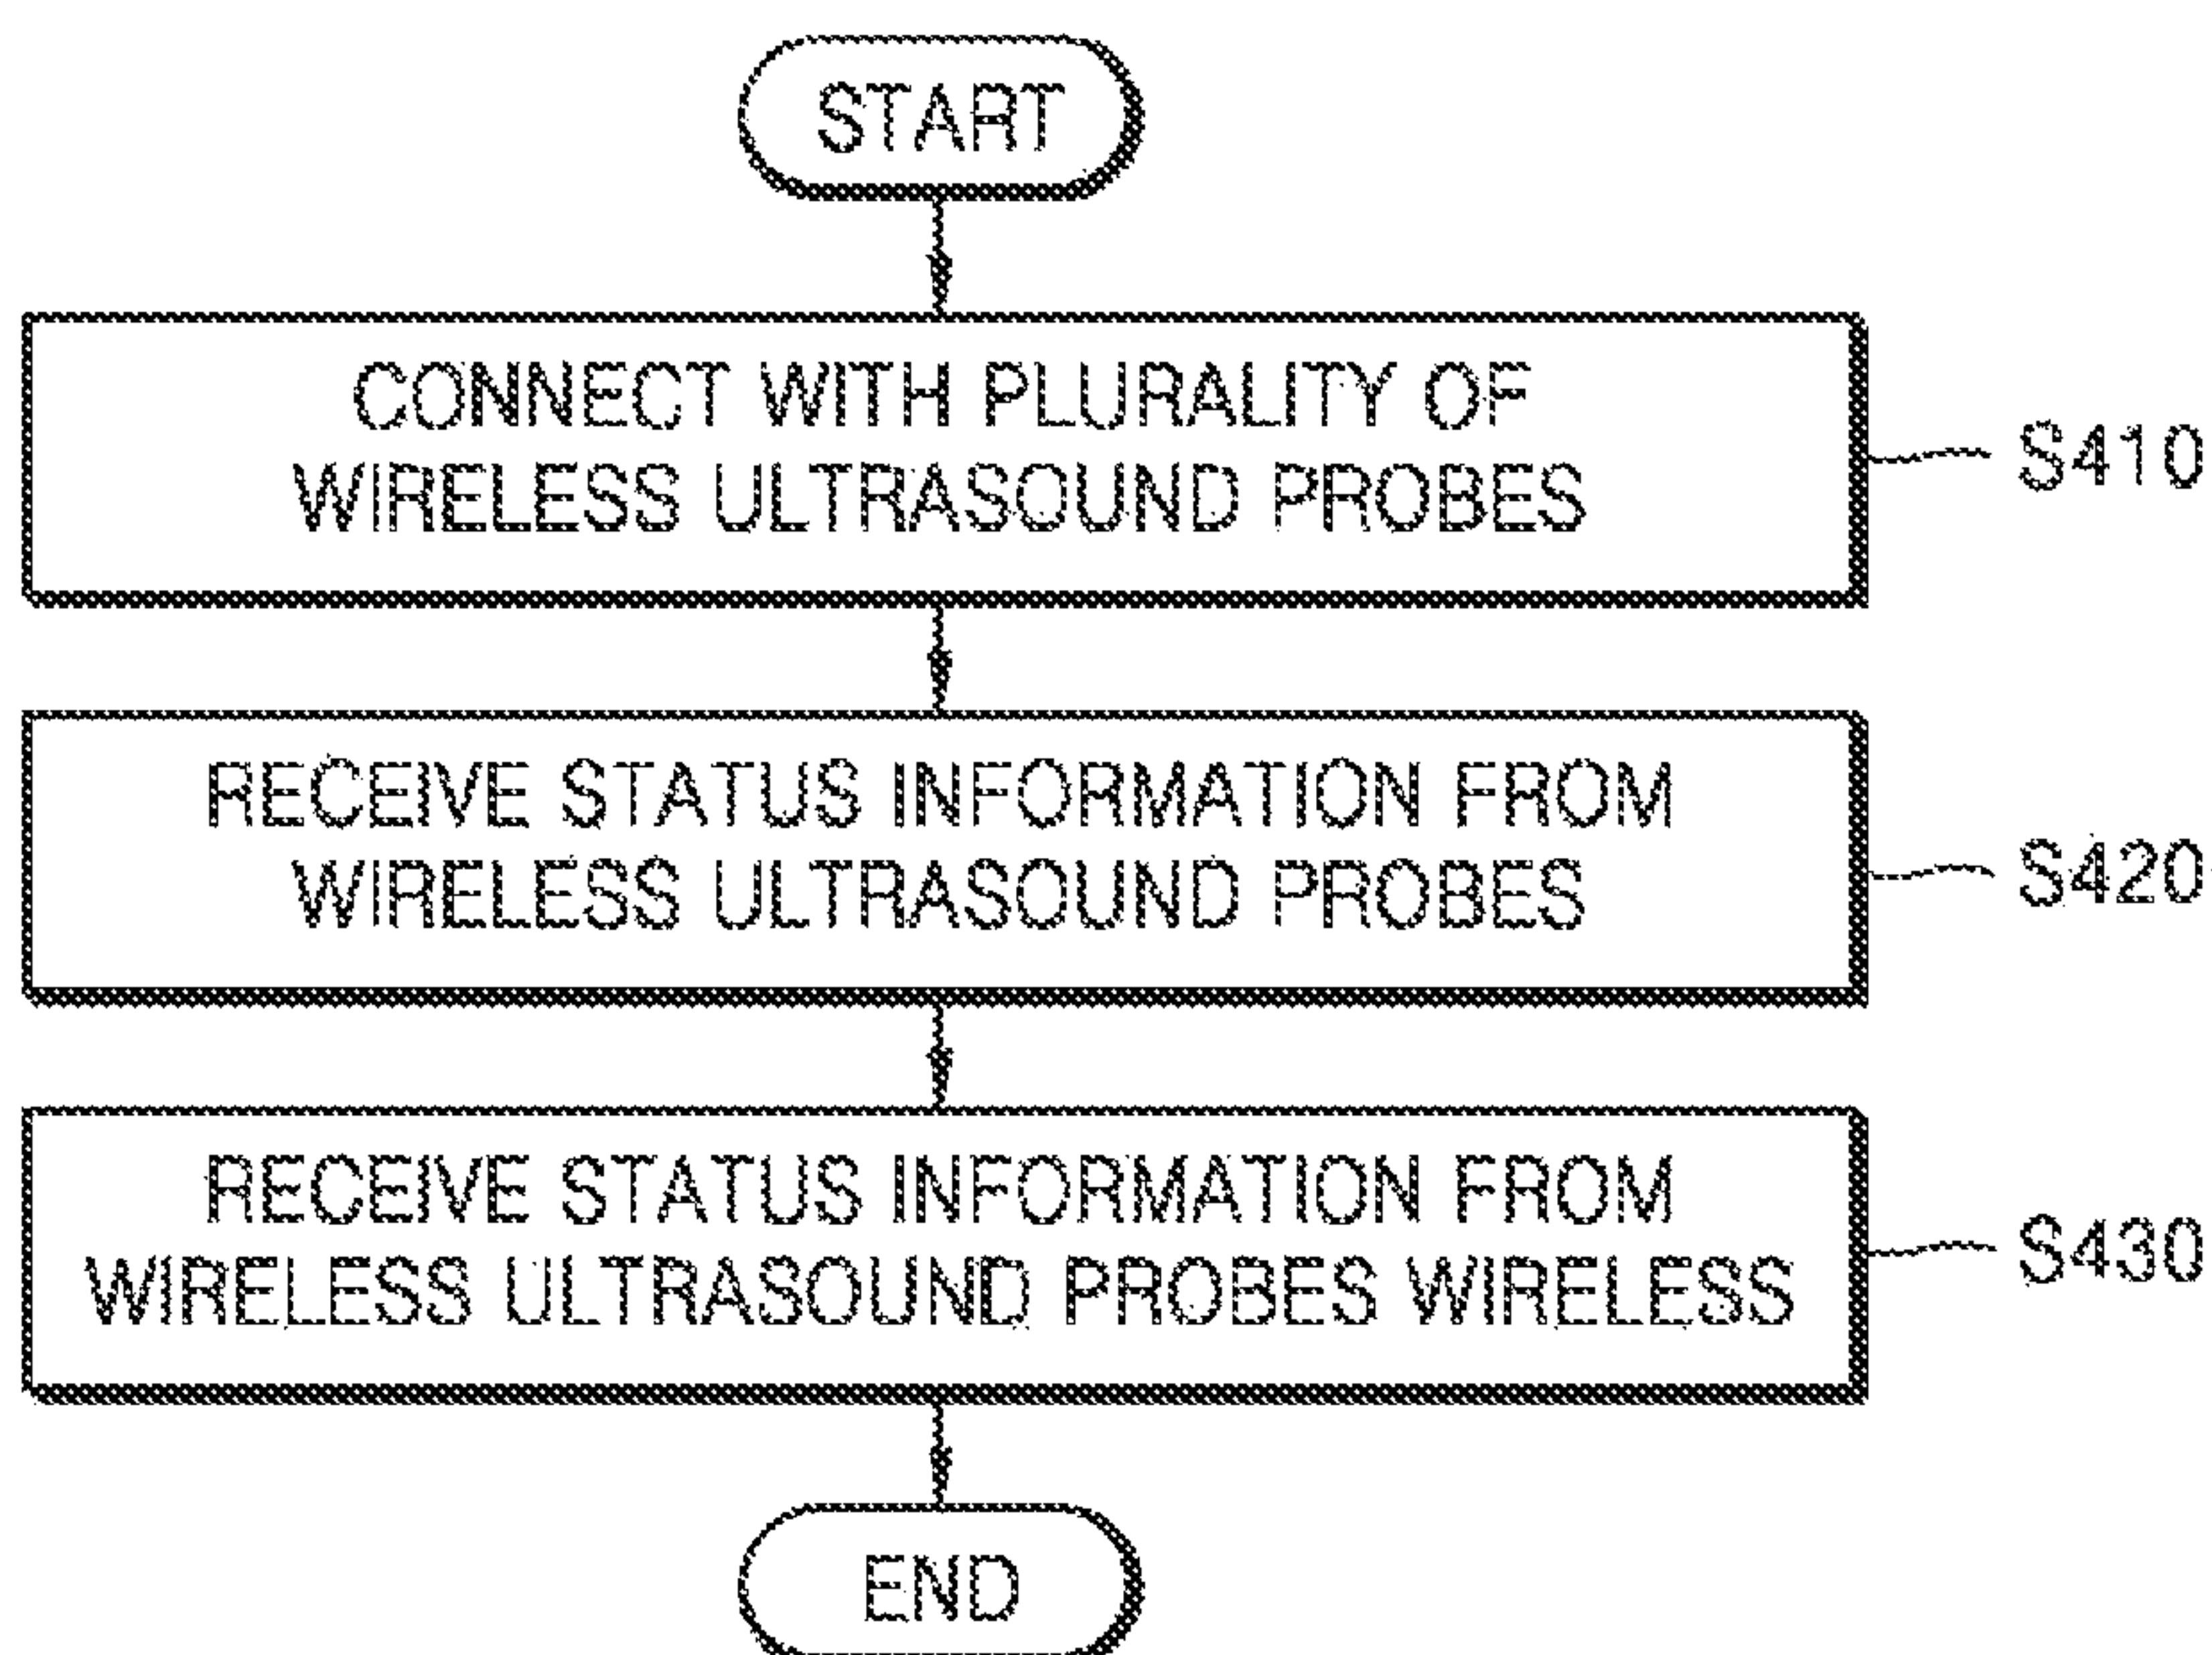 START
CONNECT WITH PLURALITY OF
WIRELESS ULTRASOUND PROBES
S410
RECEIVE STATUS INFORMATION FROM
WIRELESS ULTRASOUND PROBES
S420
RECEIVE STATUS INFORMATION FROM
WIRELESS ULTRASOUND PROBES WIRELESS
S430
END